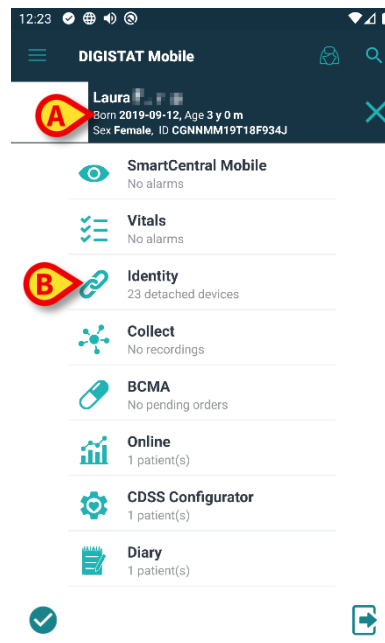 12:23
DIGISTAT Mobile
Laura
Born 2019-09-12, Age 3 y 0 m
Sex Female, ID CGNNMM19T18F934J
A
SmartCentral Mobile
No alarms
Vitals
No alarms
B
Identity
23 detached devices
Collect
No recordings
BCMA
No pending orders
Online
1 patient(s)
CDSS Configurator
1 patient(s)
Diary
1 patient(s)